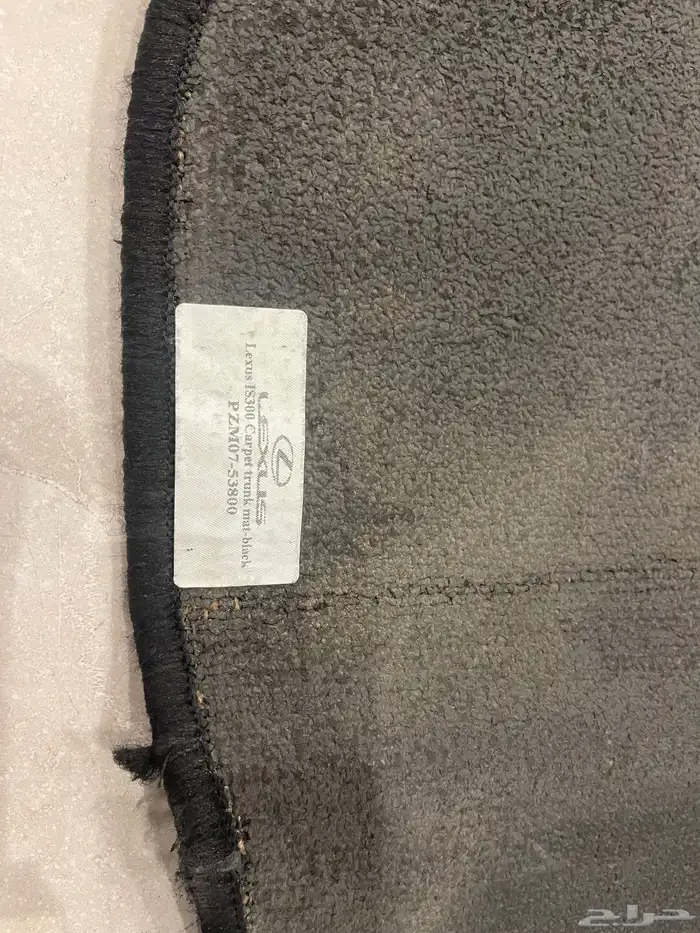 LEXUS
Lexus IS300 Carpet trunk mat-black
PZM07-53800
حراج